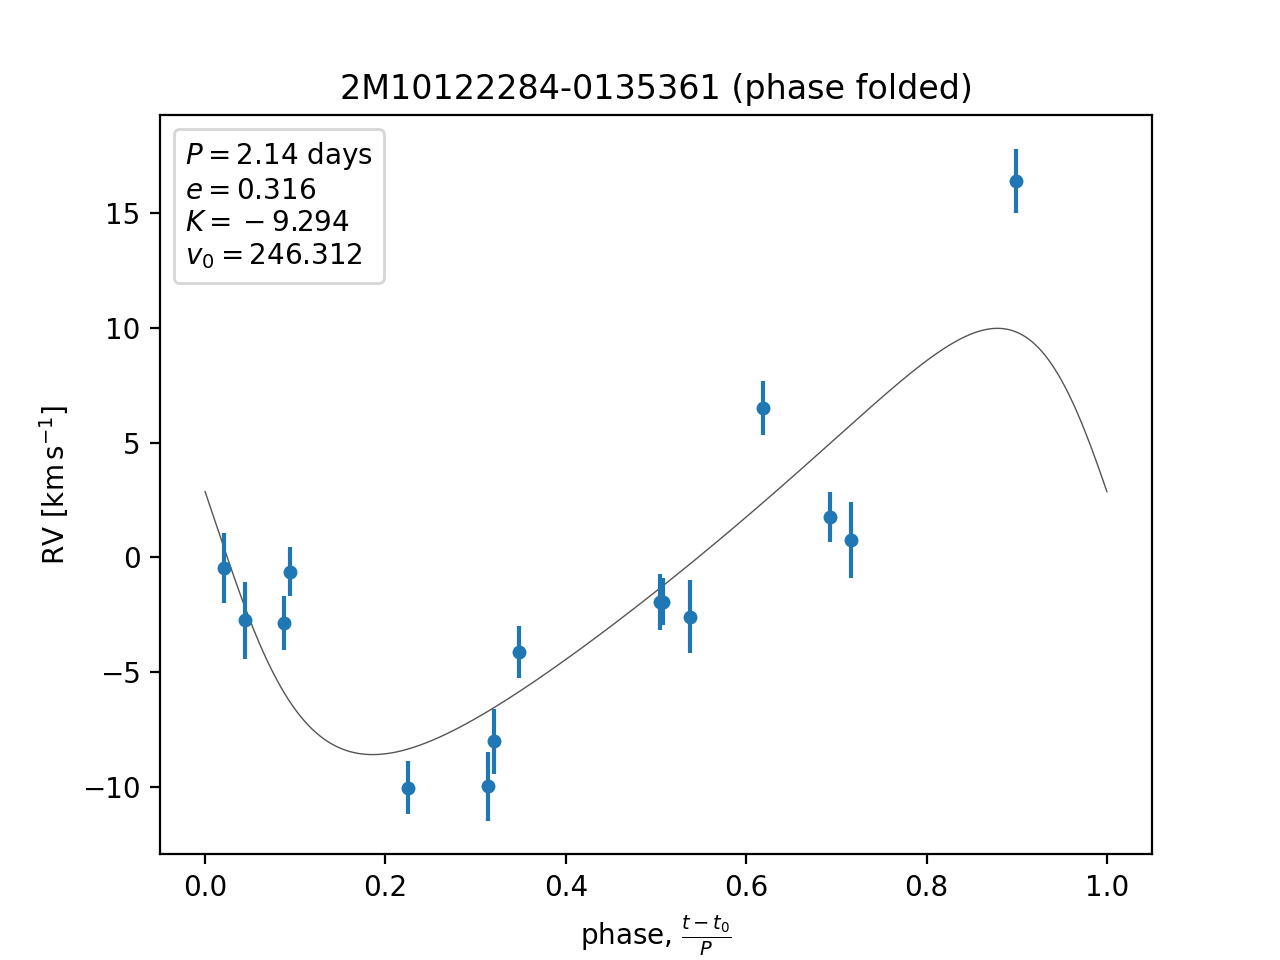 2M10122284-0135361 (phase folded)
P = 2.14 days
e = 0.316
K = −9.294
v₀ = 246.312
RV [km s⁻¹]
15
10
5
0
−5
−10
0.0 0.2 0.4 0.6 0.8 1.0
phase, (t − t₀)/P